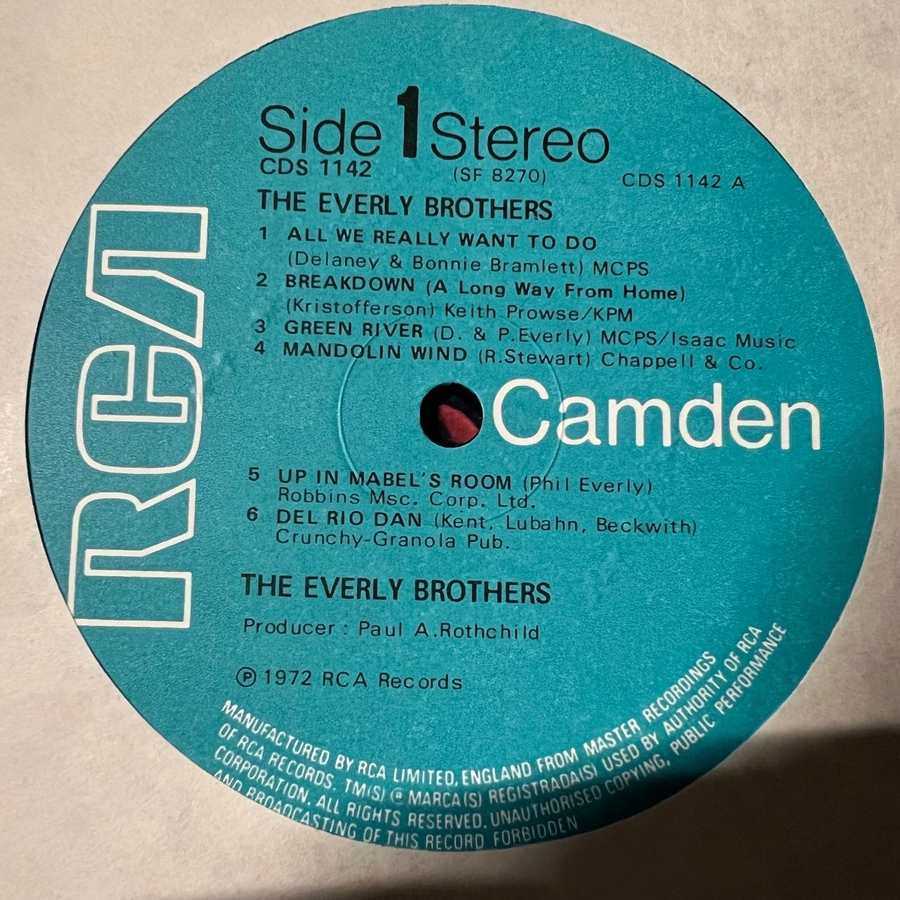 Side 1 Stereo
CDS 1142 (SF 8270) CDS 1142 A
THE EVERLY BROTHERS
1 ALL WE REALLY WANT TO DO
(Delaney & Bonnie Bramlett) MCPS
2 BREAKDOWN (A Long Way From Home)
(Kristofferson) Keith Prowse/KPM
3 GREEN RIVER (D. & P.Everly) MCPS/Isaac Music
4 MANDOLIN WIND (R.Stewart) Chappell & Co.
RCA
Camden
5 UP IN MABEL'S ROOM (Phil Everly)
Robbins Msc. Corp. Ltd.
6 DEL RIO DAN (Kent, Lubahn, Beckwith)
Crunchy-Granola Pub.
THE EVERLY BROTHERS
Producer : Paul A.Rothchild
℗ 1972 RCA Records
MANUFACTURED BY RCA LIMITED, ENGLAND FROM MASTER RECORDINGS
OF RCA RECORDS. TM(S) ® MARCA(S) REGISTRADA(S) USED BY AUTHORITY OF RCA
CORPORATION. ALL RIGHTS RESERVED. UNAUTHORISED COPYING, PUBLIC PERFORMANCE
AND BROADCASTING OF THIS RECORD FORBIDDEN